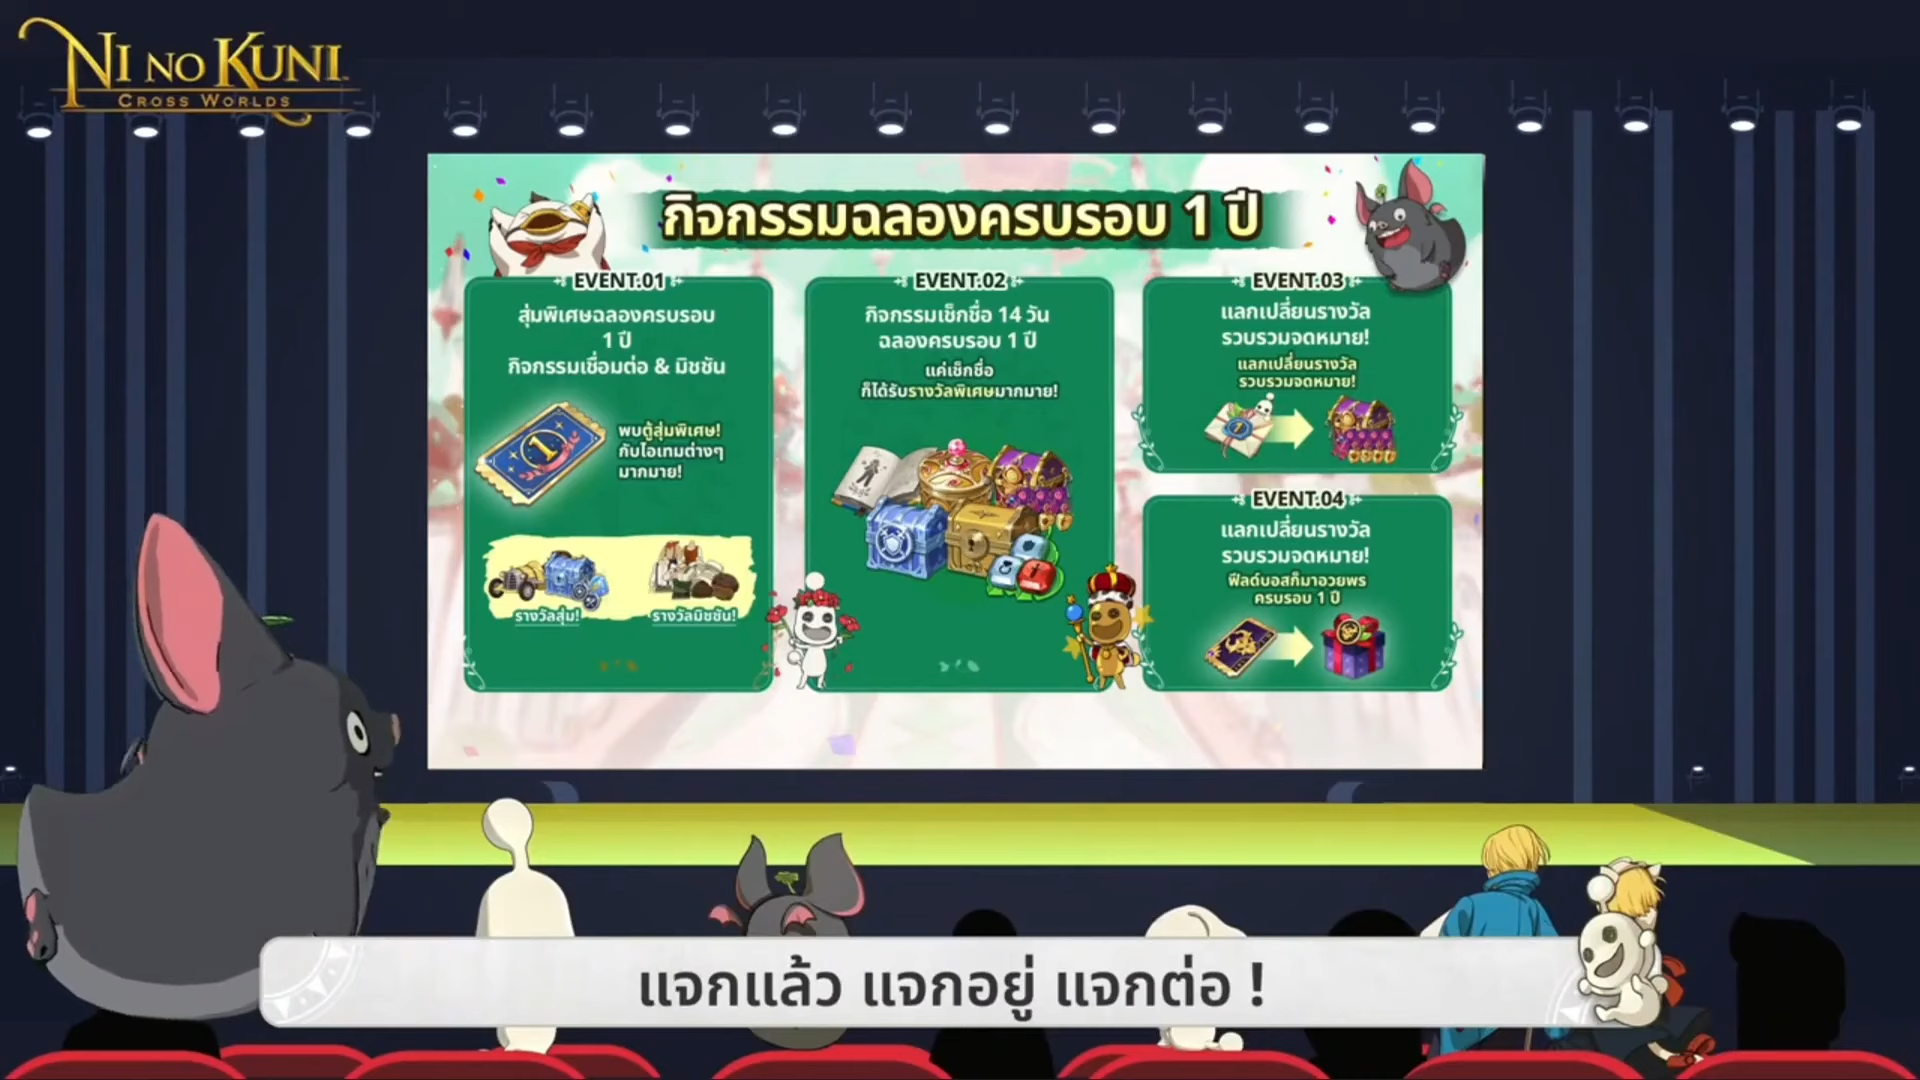 NI NO KUNI
CROSS WORLDS
กิจกรรมฉลองครบรอบ 1 ปี
EVENT.01
สุ่มพิเศษฉลองครบรอบ
1 ปี
กิจกรรมเชื่อมต่อ & มิชชัน
พบตู้สุ่มพิเศษ!
กับไอเทมต่างๆ
มากมาย!
รางวัลสุ่ม!
รางวัลมิชชัน!
EVENT.02
กิจกรรมเช็กชื่อ 14 วัน
ฉลองครบรอบ 1 ปี
แค่เช็กชื่อ
ก็ได้รับรางวัลพิเศษมากมาย!
EVENT.03
แลกเปลี่ยนรางวัล
รวบรวมจดหมาย!
แลกเปลี่ยนรางวัล
รวบรวมจดหมาย!
EVENT.04
แลกเปลี่ยนรางวัล
รวบรวมจดหมาย!
ฟีลด์บอสก็มาอวยพร
ครบรอบ 1 ปี
แจกแล้ว แจกอยู่ แจกต่อ !